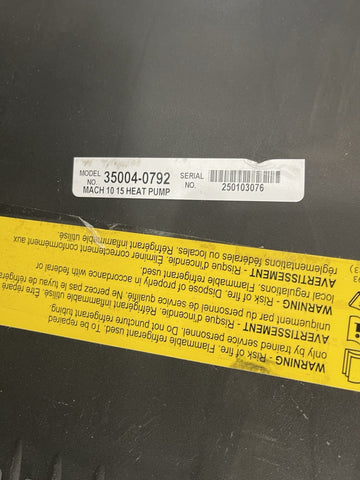 MODEL NO. 35004-0792 SERIAL NO. 250103076
MACH 10 15 HEAT PUMP
WARNING - Risk of fire. Flammable refrigerant used. To be repaired
only by trained service personnel. Do not puncture refrigerant tubing.
AVERTISSEMENT - Risque d'incendie. Réfrigérant inflammable utilisé. Être réparé
uniquement par du personnel de service qualifié. Ne percez pas le tuyau de réfrigéra
WARNING - Risk of fire. Dispose of properly in accordance with federal or
local regulations. Flammable refrigerant used.
AVERTISSEMENT - Risque d'incendie. Éliminer correctement conformément aux
réglementations fédérales ou locales. Réfrigérant inflammable utilisé.